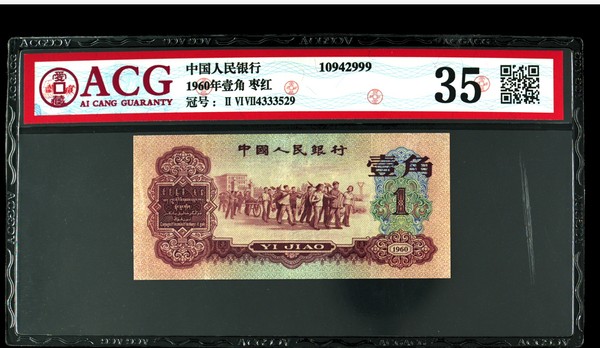 ACG
AI CANG GUARANTY
愛藏
中国人民银行 10942999
1960年壹角 枣红
冠号: Ⅱ Ⅵ Ⅶ4333529
35
中國人民銀行
壹角
1
YI JIAO
1960